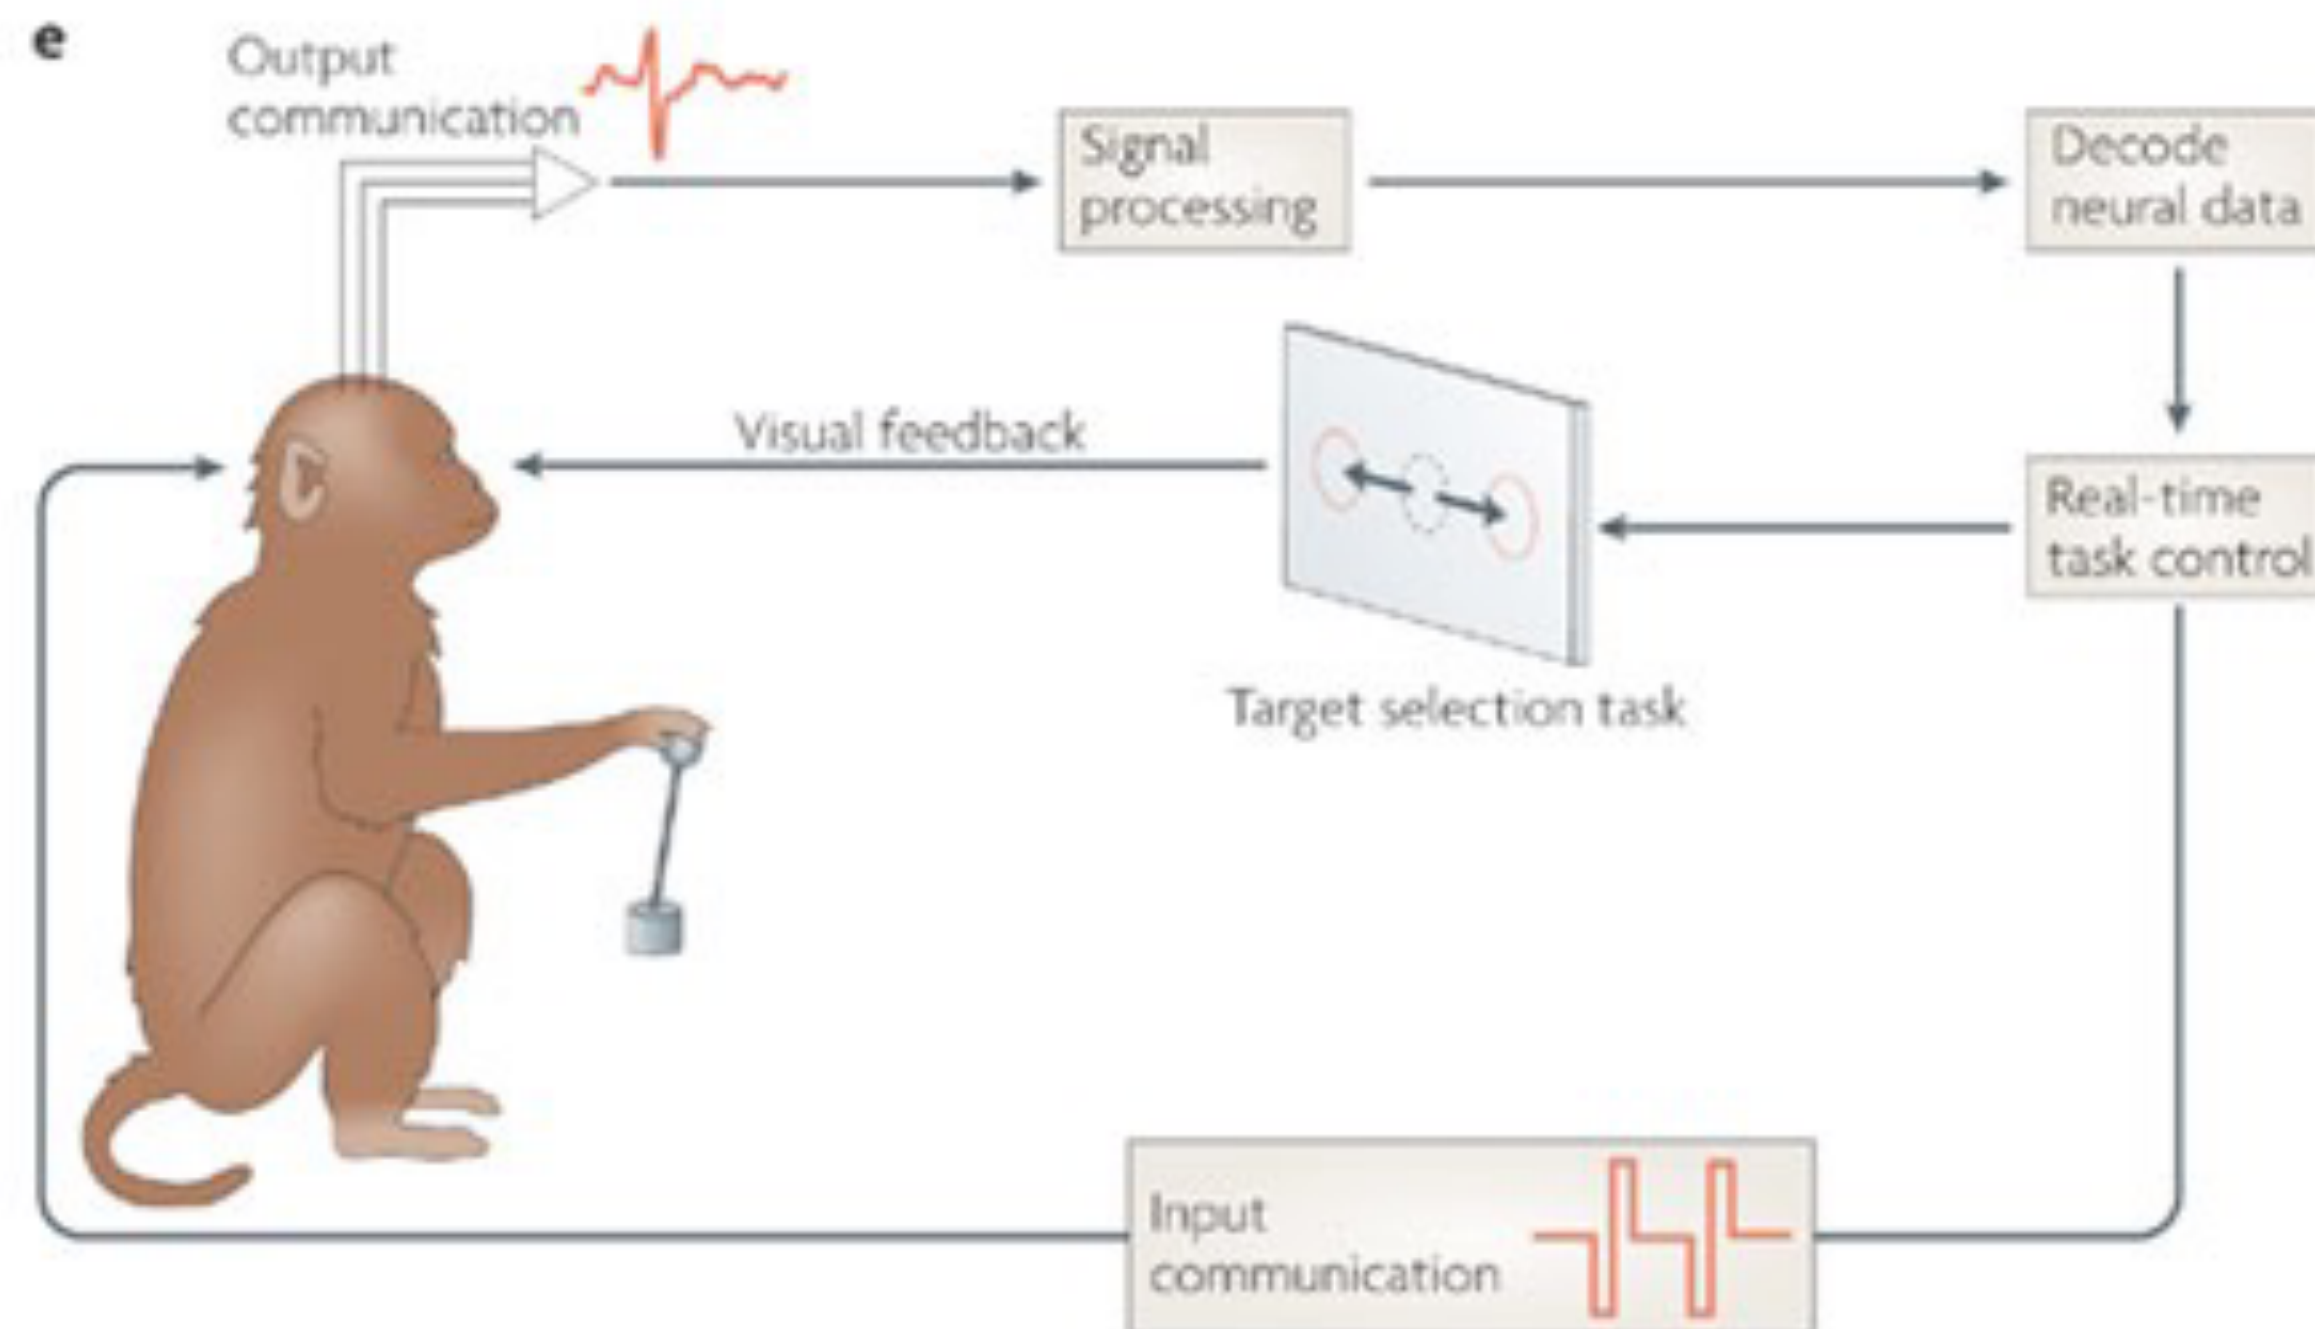 e
Output
communication
Signal
processing
Decode
neural data
Visual feedback
Real-time
task control
Target selection task
Input
communication